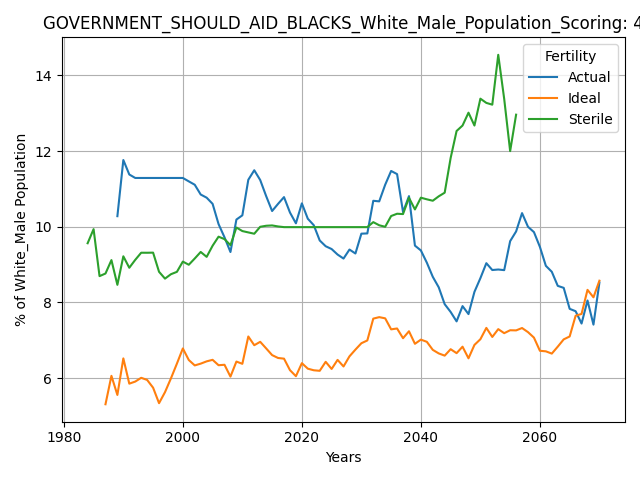 GOVERNMENT_SHOULD_AID_BLACKS_White_Male_Population_Scoring: 4
Fertility
Actual
Ideal
Sterile
14
12
10
8
6
% of White_Male Population
1980
2000
2020
2040
2060
Years